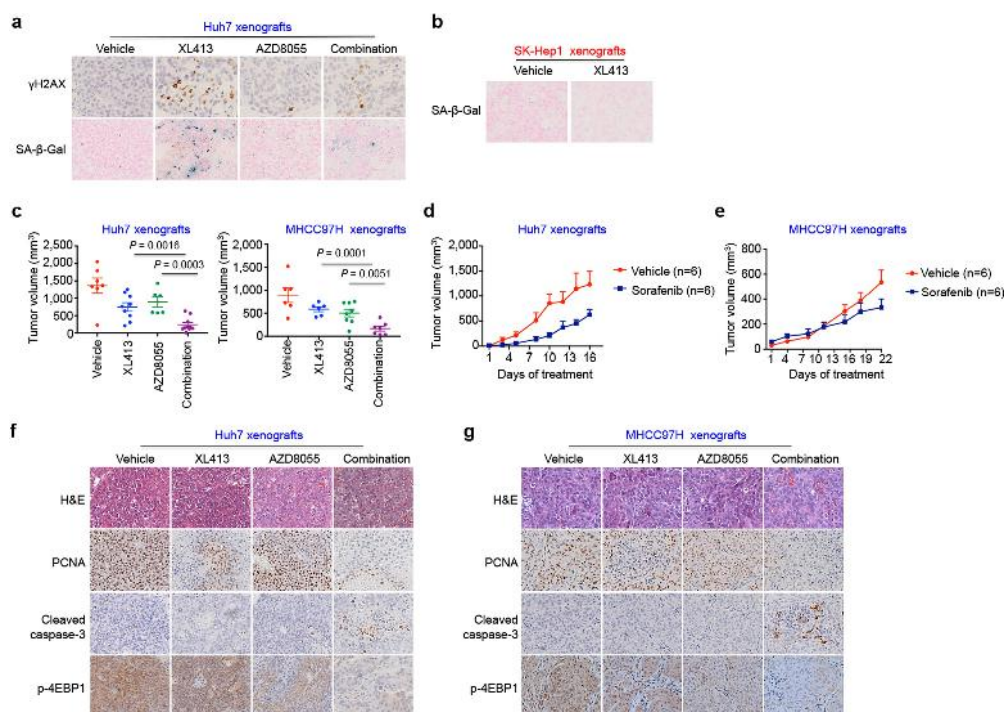 a
Huh7 xenografts
Vehicle XL413 AZD8055 Combination
γH2AX
SA-β-Gal
b
SK-Hep1 xenografts
Vehicle XL413
SA-β-Gal
c
Huh7 xenografts
Tumor volume (mm³)
2,500
2,000
1,500
1,000
500
0
P = 0.0016
P = 0.0003
Vehicle
XL413
AZD8055
Combination
MHCC97H xenografts
Tumor volume (mm³)
2,000
1,500
1,000
500
0
P = 0.0001
P = 0.0051
Vehicle
XL413
AZD8055
Combination
d
Huh7 xenografts
Tumor volume (mm³)
2,000
1,500
1,000
500
0
1 4 7 10 13 16
Days of treatment
Vehicle (n=6)
Sorafenib (n=6)
e
MHCC97H xenografts
Tumor volume (mm³)
800
600
400
200
0
1 4 7 10 13 16 19 22
Days of treatment
Vehicle (n=6)
Sorafenib (n=6)
f
Huh7 xenografts
Vehicle XL413 AZD8055 Combination
H&E
PCNA
Cleaved
caspase-3
p-4EBP1
g
MHCC97H xenografts
Vehicle XL413 AZD8055 Combination
H&E
PCNA
Cleaved
caspase-3
p-4EBP1